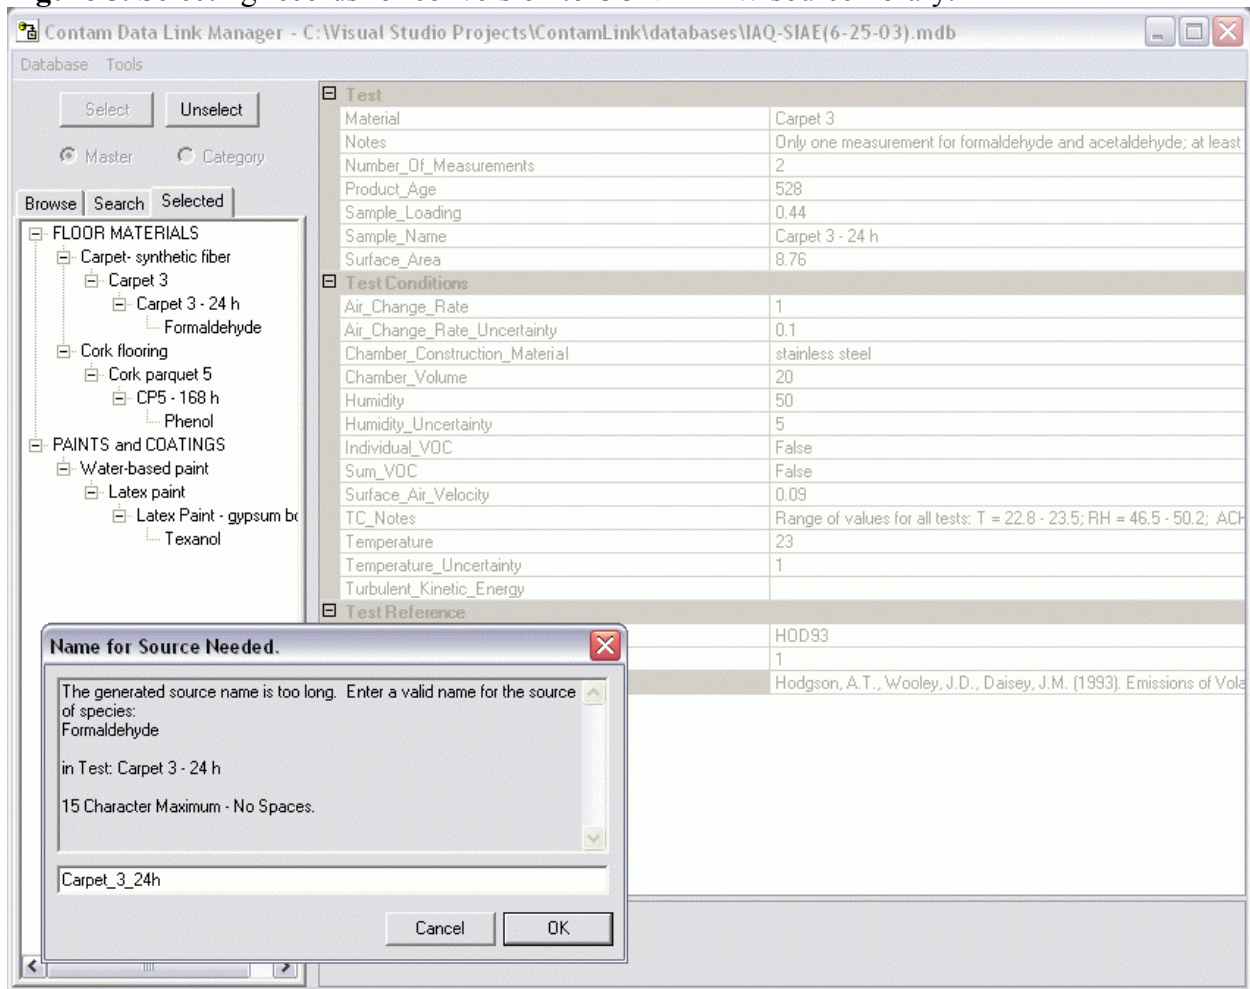 Contam Data Link Manager - C:\Visual Studio Projects\ContamLink\databases\IAQ-SIAE(6-25-03).mdb
Database Tools
Select Unselect
Master Category
Browse Search Selected
FLOOR MATERIALS
Carpet- synthetic fiber
Carpet 3
Carpet 3 - 24 h
Formaldehyde
Cork flooring
Cork parquet 5
CP5 - 168 h
Phenol
PAINTS and COATINGS
Water-based paint
Latex paint
Latex Paint - gypsum bo
Texanol
Test
Material Carpet 3
Notes Only one measurement for formaldehyde and acetaldehyde; at least
Number_Of_Measurements 2
Product_Age 528
Sample_Loading 0.44
Sample_Name Carpet 3 - 24 h
Surface_Area 8.76
Test Conditions
Air_Change_Rate 1
Air_Change_Rate_Uncertainty 0.1
Chamber_Construction_Material stainless steel
Chamber_Volume 20
Humidity 50
Humidity_Uncertainty 5
Individual_VOC False
Sum_VOC False
Surface_Air_Velocity 0.09
TC_Notes Range of values for all tests: T = 22.8 - 23.5; RH = 46.5 - 50.2; ACH
Temperature 23
Temperature_Uncertainty 1
Turbulent_Kinetic_Energy
Test Reference
HOD93
1
Hodgson, A.T., Wooley, J.D., Daisey, J.M. (1993). Emissions of Vola
Name for Source Needed.
The generated source name is too long. Enter a valid name for the source
of species:
Formaldehyde
in Test: Carpet 3 - 24 h
15 Character Maximum - No Spaces.
Carpet_3_24h
Cancel OK